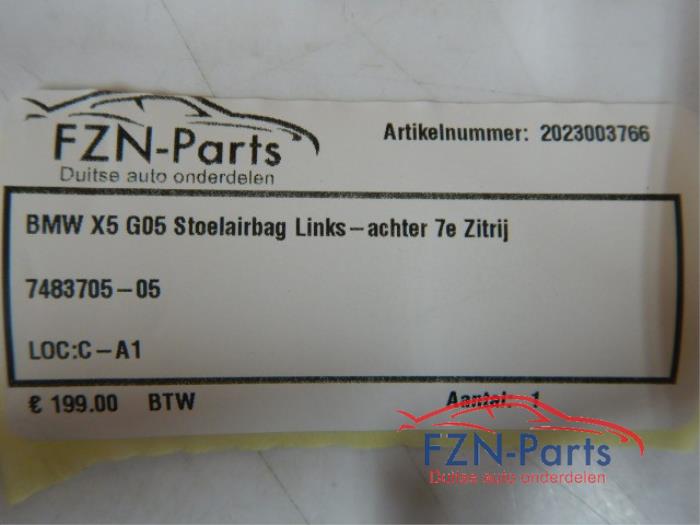 FZN-Parts
Duitse auto onderdelen
Artikelnummer: 2023003766
BMW X5 G05 Stoelairbag Links-achter 7e Zitrij
7483705-05
LOC:C-A1
€ 199.00 BTW
Aantal: 1
FZN-Parts
Duitse auto onderdelen